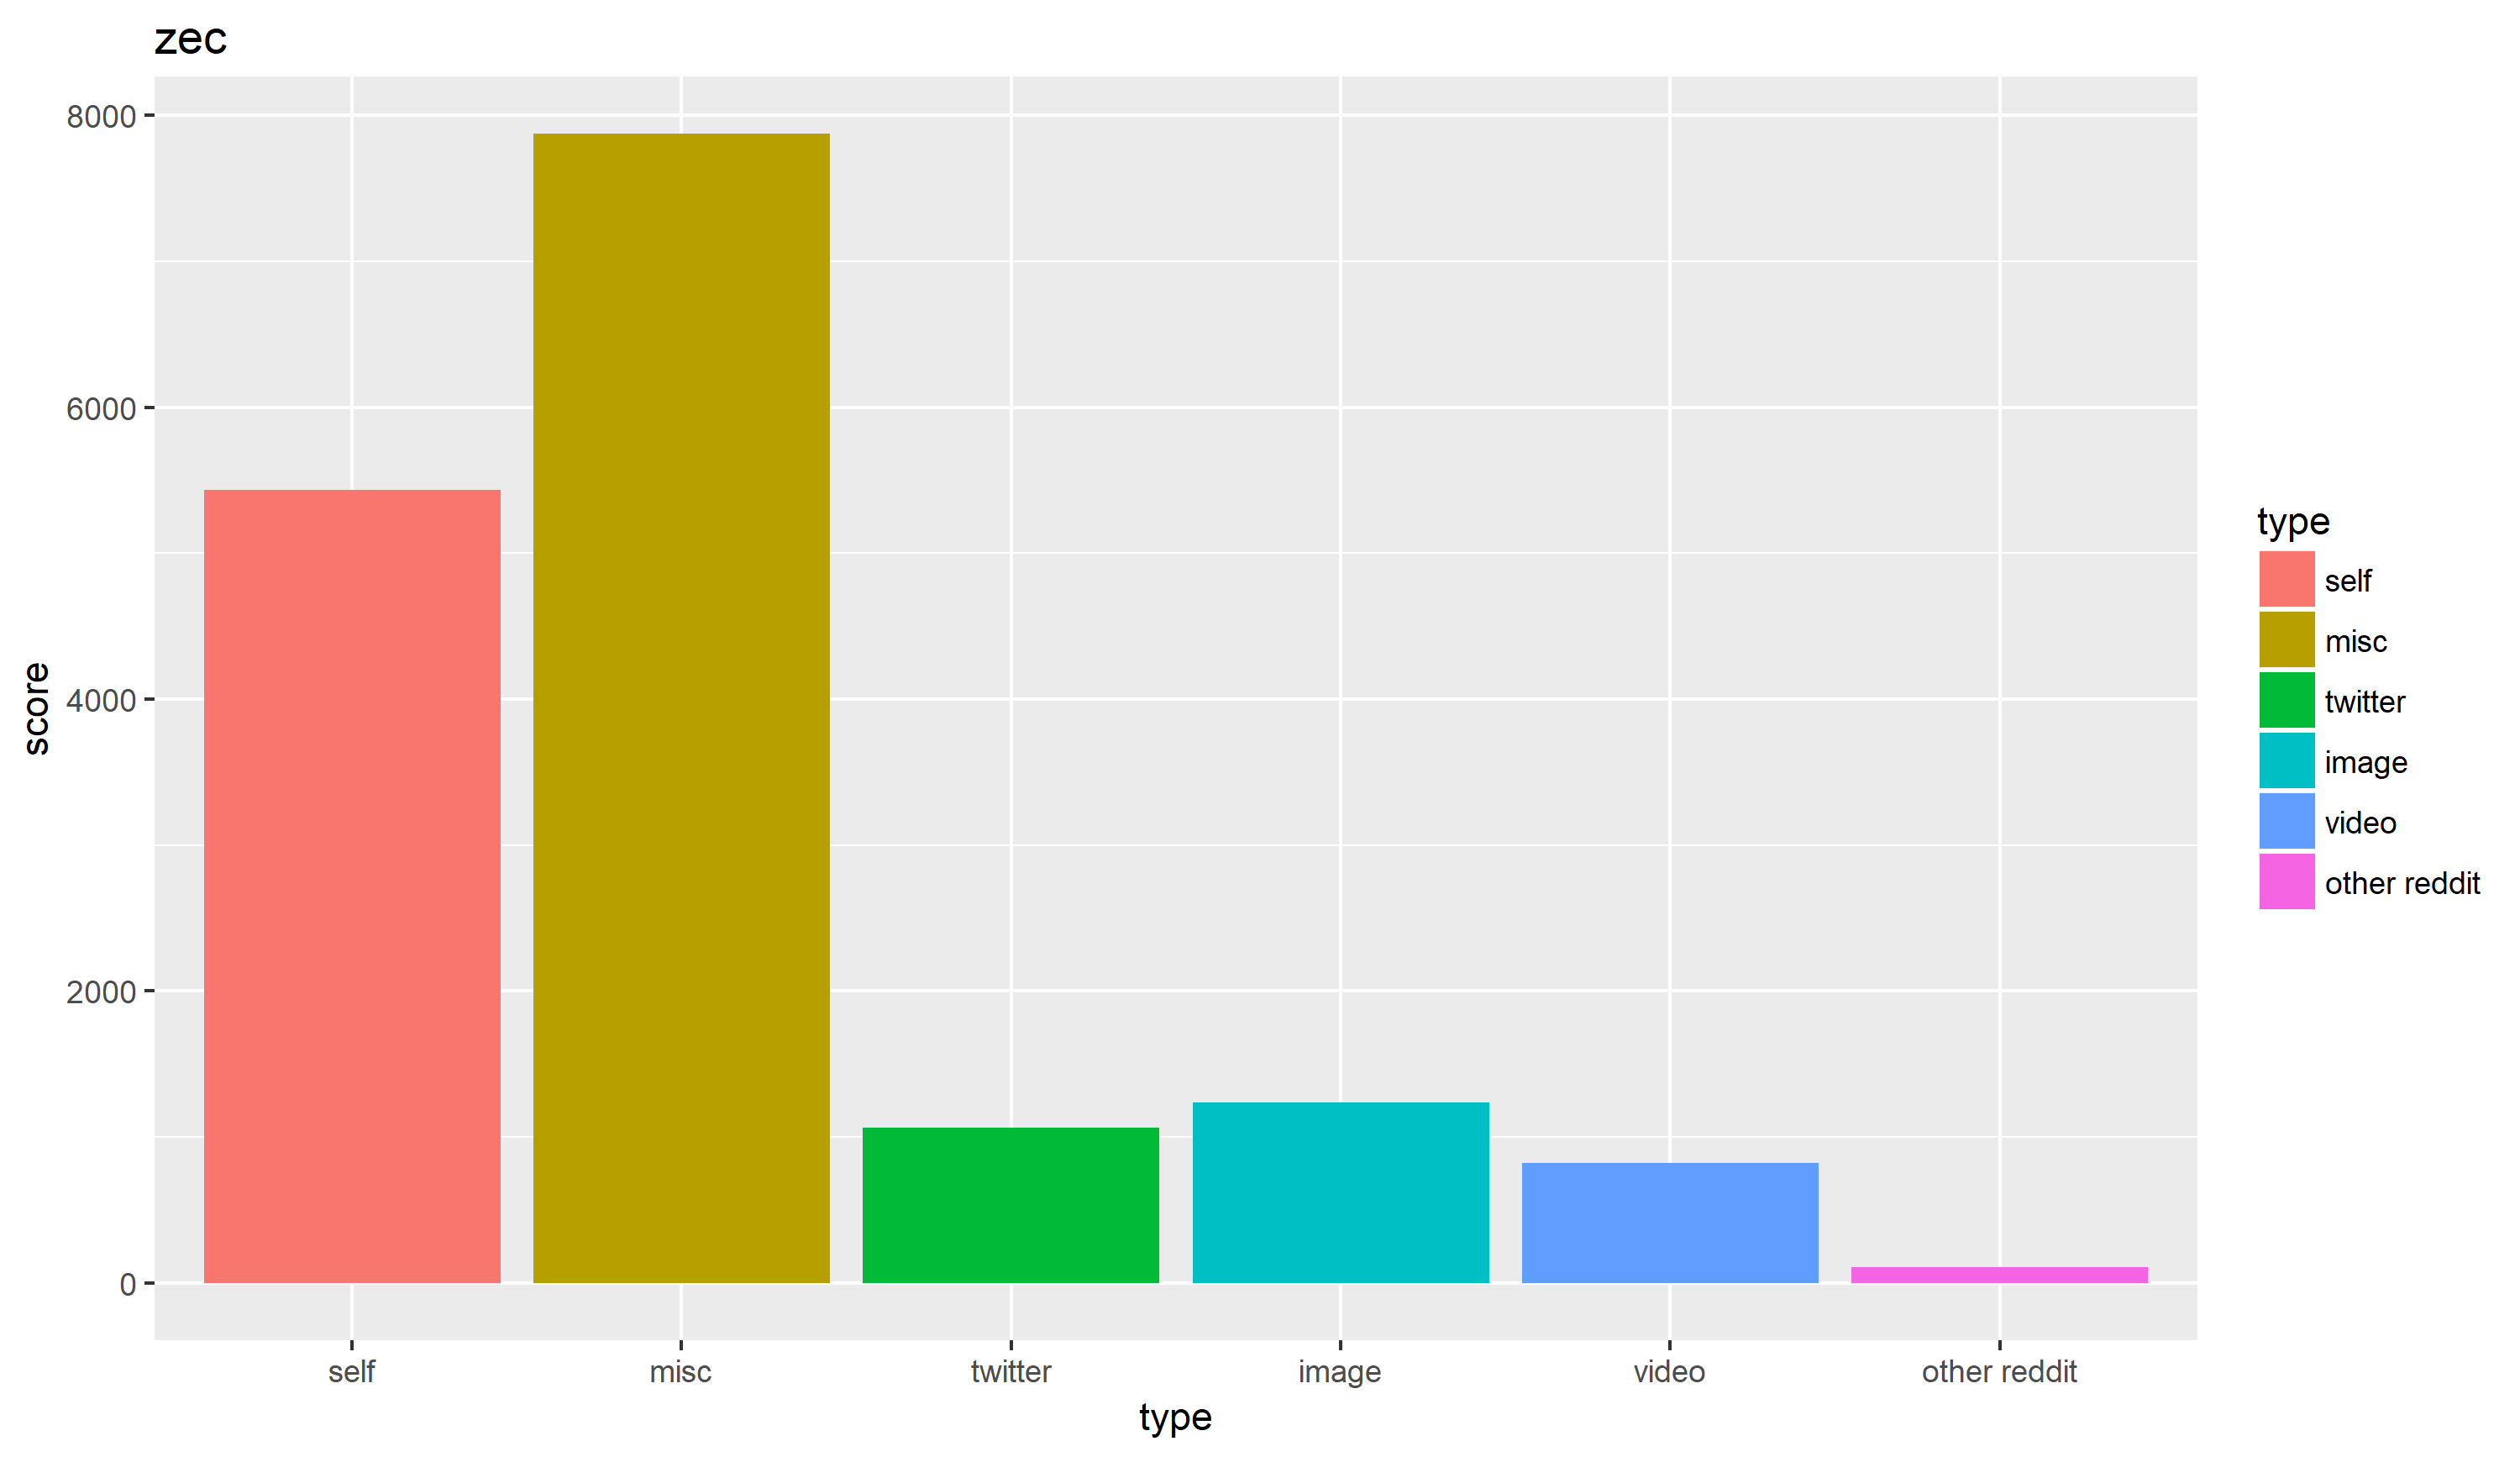 zec
8000
6000
4000
2000
0
score
self
misc
twitter
image
video
other reddit
type
type
self
misc
twitter
image
video
other reddit